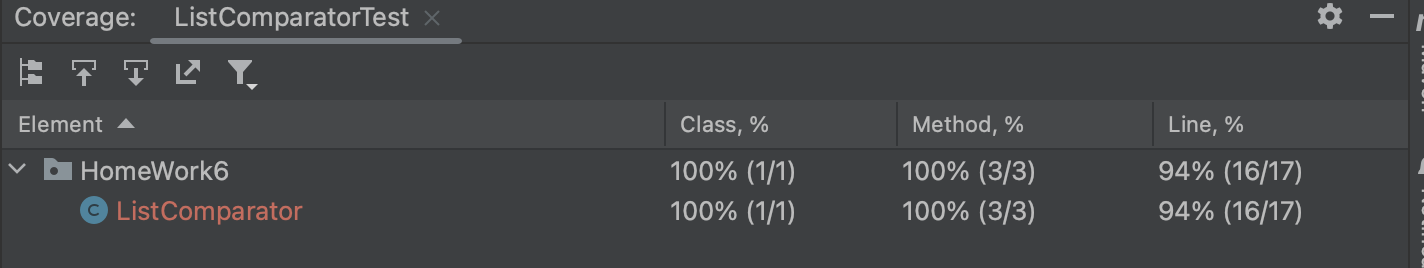 Coverage: ListComparatorTest
Element Class, % Method, % Line, %
HomeWork6 100% (1/1) 100% (3/3) 94% (16/17)
C ListComparator 100% (1/1) 100% (3/3) 94% (16/17)